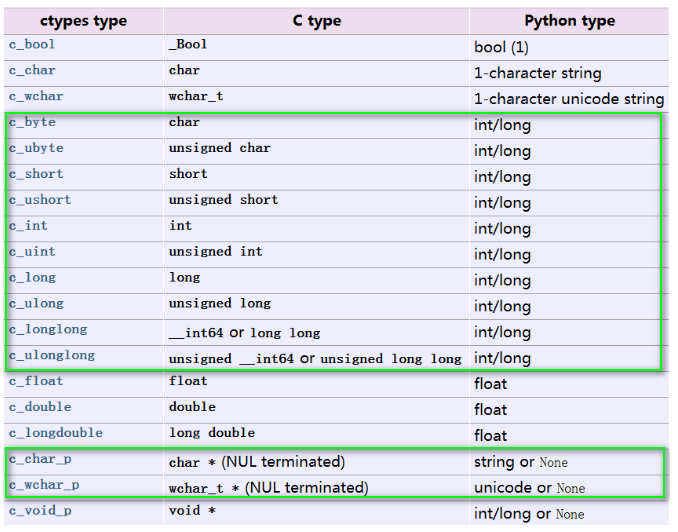 ctypes type C type Python type
c_bool _Bool bool (1)
c_char char 1-character string
c_wchar wchar_t 1-character unicode string
c_byte char int/long
c_ubyte unsigned char int/long
c_short short int/long
c_ushort unsigned short int/long
c_int int int/long
c_uint unsigned int int/long
c_long long int/long
c_ulong unsigned long int/long
c_longlong __int64 or long long int/long
c_ulonglong unsigned __int64 or unsigned long long int/long
c_float float float
c_double double float
c_longdouble long double float
c_char_p char * (NUL terminated) string or None
c_wchar_p wchar_t * (NUL terminated) unicode or None
c_void_p void * int/long or None